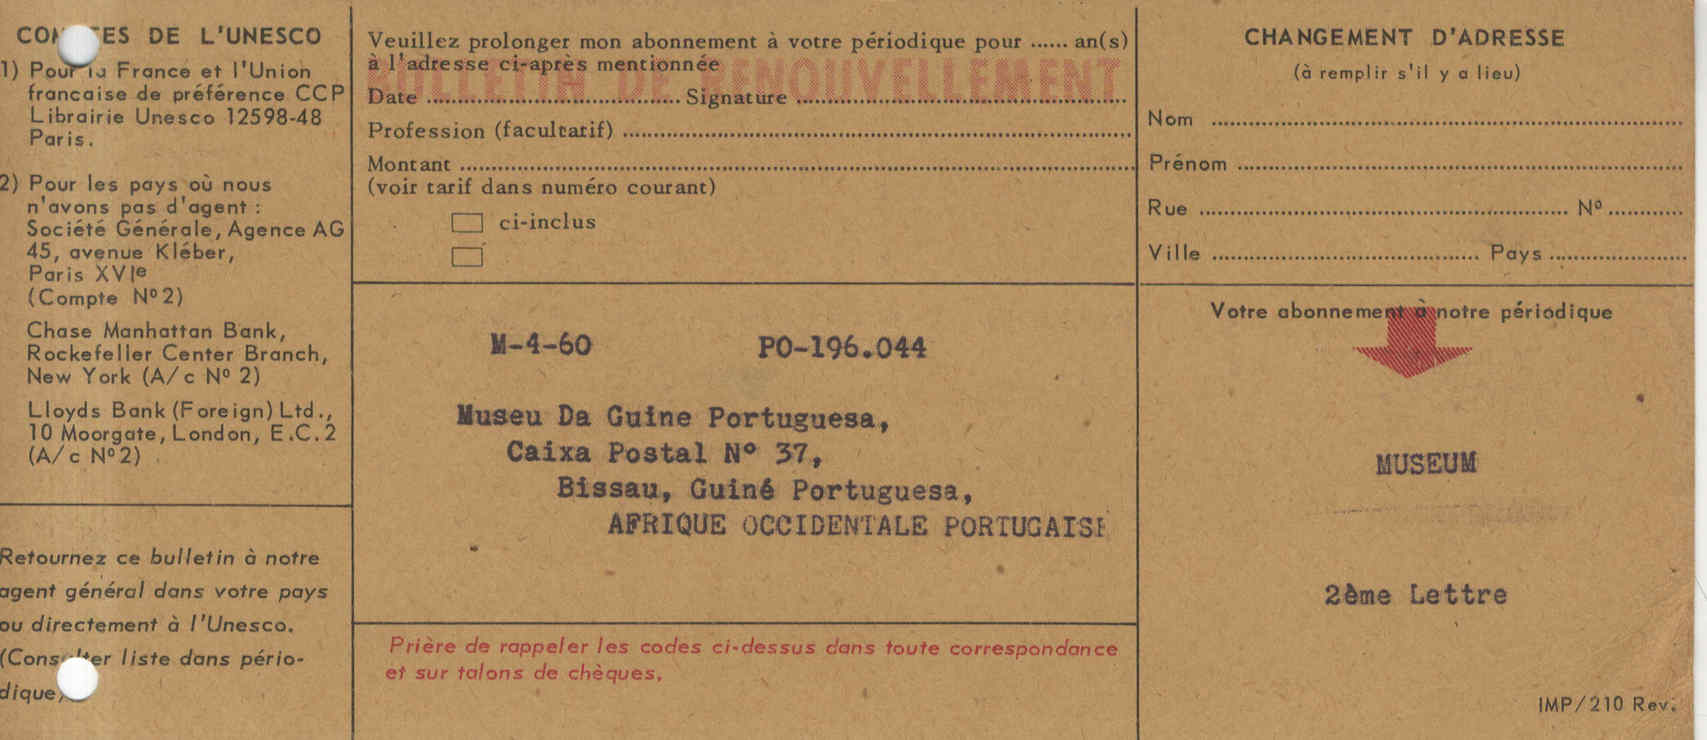 COMPTES DE L'UNESCO
1) Pour la France et l'Union
francaise de préférence CCP
Librairie Unesco 12598-48
Paris.
2) Pour les pays où nous
n'avons pas d'agent :
Société Générale, Agence AG
45, avenue Kléber,
Paris XVIe
(Compte Nº 2)
Chase Manhattan Bank,
Rockefeller Center Branch,
New York (A/c Nº 2)
Lloyds Bank (Foreign) Ltd.,
10 Moorgate, London, E.C.2
(A/c Nº 2)
Retournez ce bulletin à notre
agent général dans votre pays
ou directement à l'Unesco.
(Consulter liste dans pério-
dique)
BULLETIN DE RENOUVELLEMENT
Veuillez prolonger mon abonnement à votre périodique pour ...... an(s)
à l'adresse ci-après mentionnée
Date ........................ Signature ........................
Profession (facultatif) ........................
Montant ........................
(voir tarif dans numéro courant)
ci-inclus
M-4-60 PO-196.044
Museu Da Guine Portuguesa,
Caixa Postal Nº 37,
Bissau, Guiné Portuguesa,
AFRIQUE OCCIDENTALE PORTUGAISE
Prière de rappeler les codes ci-dessus dans toute correspondance
et sur talons de chèques.
CHANGEMENT D'ADRESSE
(à remplir s'il y a lieu)
Nom ........................
Prénom ........................
Rue ........................ Nº ............
Ville ........................ Pays ........................
Votre abonnement à notre périodique
MUSEUM
2ème Lettre
IMP/210 Rev.